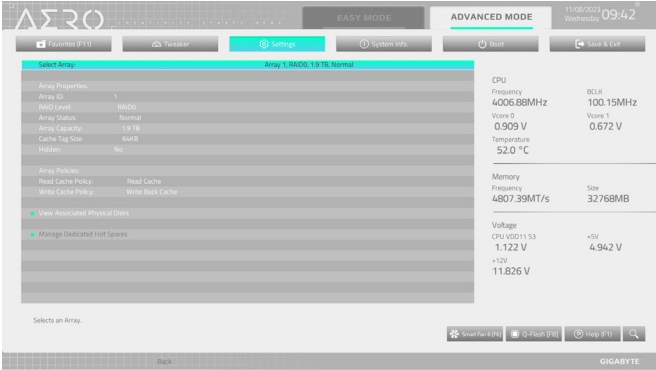 AERO
CREATIVITY STARTS HERE
EASY MODE
ADVANCED MODE
11/08/2023
Wednesday 09:42
Favorites (F11)
Tweaker
Settings
System Info.
Boot
Save & Exit
Select Array:
Array 1, RAID0, 1.9 TB, Normal
Array Properties:
Array ID: 1
RAID Level: RAID0
Array Status: Normal
Array Capacity: 1.9 TB
Cache Tag Size: 64KB
Hidden: No
Array Policies:
Read Cache Policy: Read Cache
Write Cache Policy: Write Back Cache
View Associated Physical Disks
Manage Dedicated Hot Spares
CPU
Frequency BCLK
4006.88MHz 100.15MHz
Vcore 0 Vcore 1
0.909 V 0.672 V
Temperature
52.0 °C
Memory
Frequency Size
4807.39MT/s 32768MB
Voltage
CPU VDD11 S3 +5V
1.122 V 4.942 V
+12V
11.826 V
Selects an Array.
Smart Fan 6 [F6]
Q-Flash [F8]
Help (F1)
Back
GIGABYTE